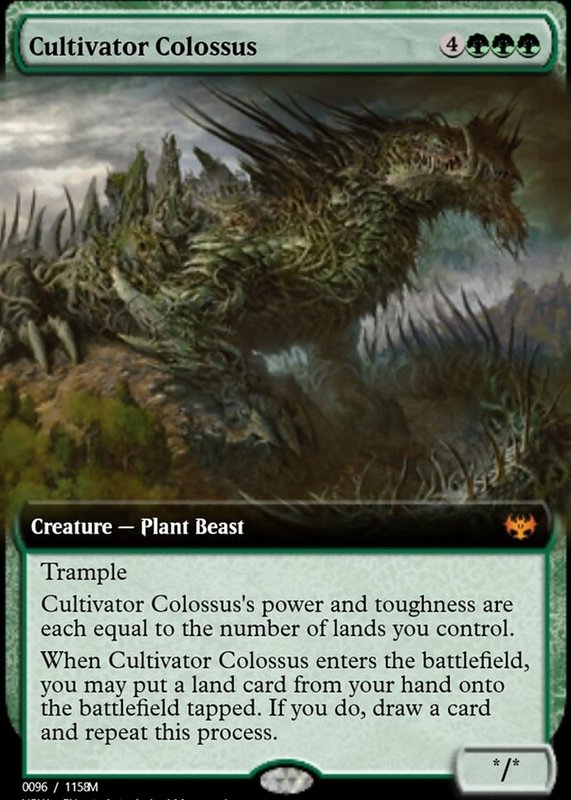 Cultivator Colossus 4
Creature — Plant Beast
Trample
Cultivator Colossus's power and toughness are
each equal to the number of lands you control.
When Cultivator Colossus enters the battlefield,
you may put a land card from your hand onto
the battlefield tapped. If you do, draw a card
and repeat this process.
*/*
0096 / 1158M